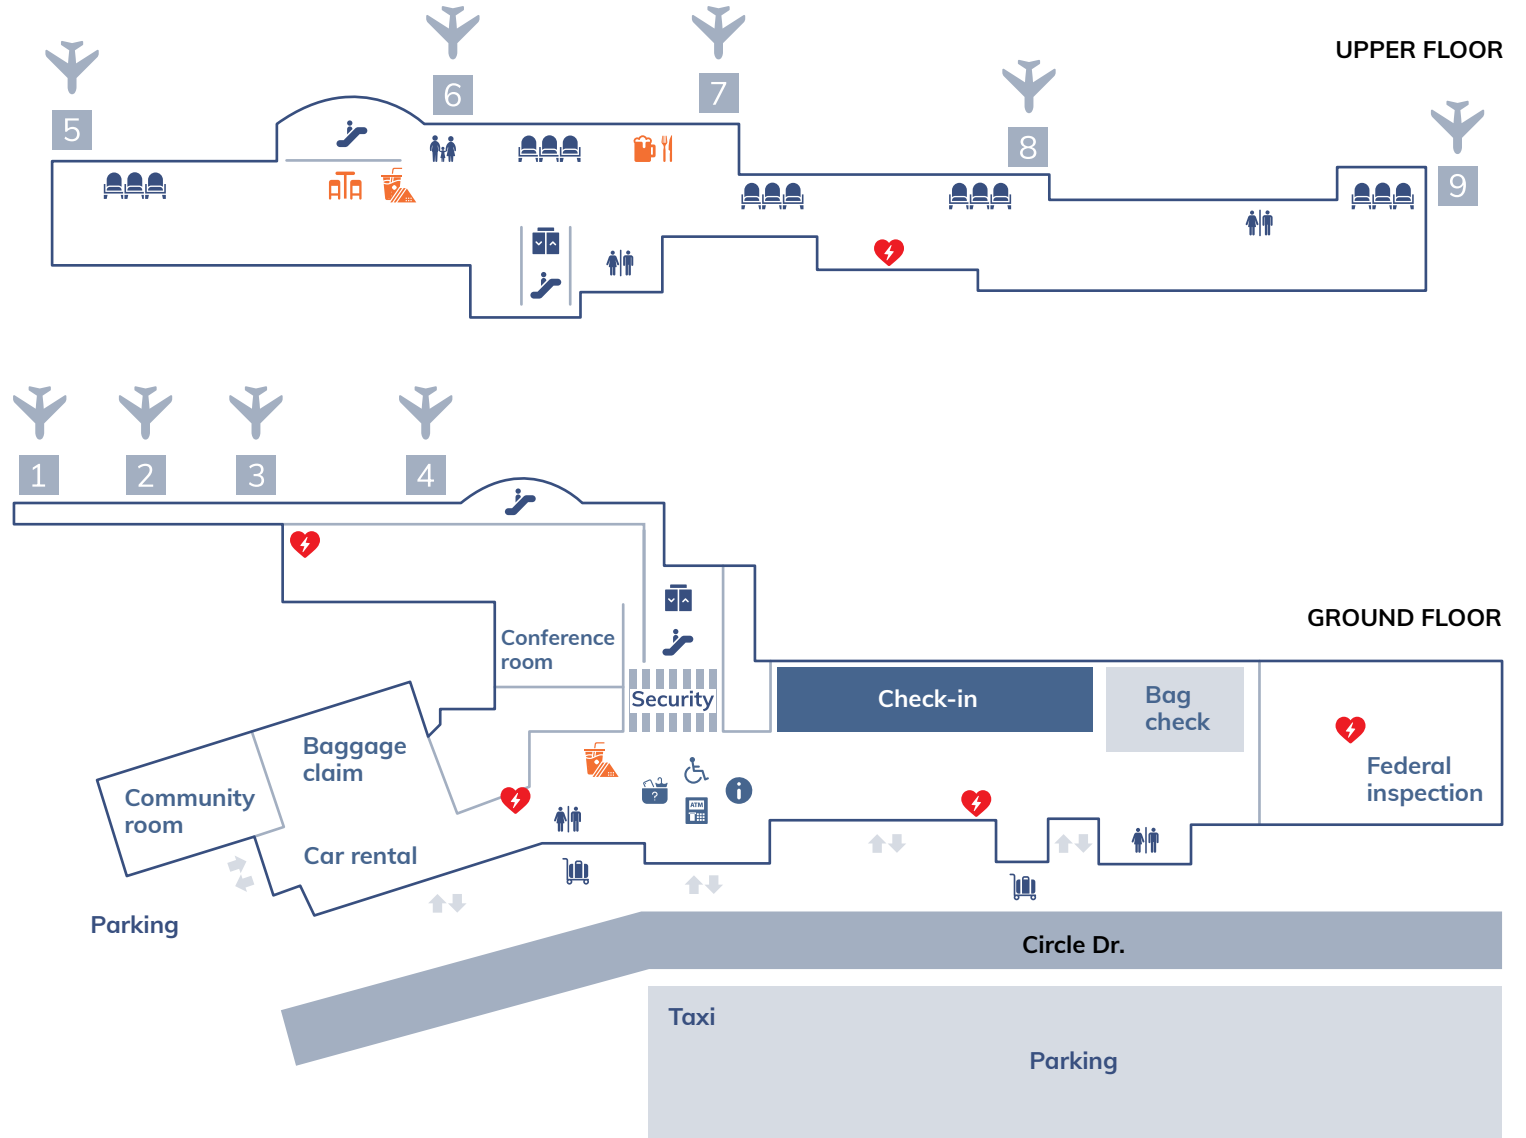 UPPER FLOOR
5
6
7
8
9
1
2
3
4
GROUND FLOOR
Conference
room
Security
Check-in
Bag
check
Federal
inspection
Baggage
claim
Community
room
Car rental
?
ATM
i
Parking
Circle Dr.
Taxi
Parking